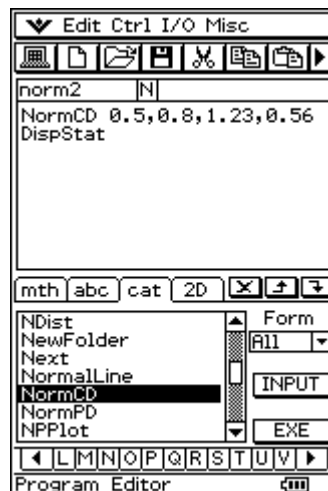 Edit Ctrl I/O Misc
norm2 N
NormCD 0.5,0.8,1.23,0.56
DispStat
mth abc cat 2D
NDist
NewFolder
Next
NormalLine
NormCD
NormPD
NPPlot
Form
All
INPUT
EXE
L M N O P Q R S T U V
Program Editor